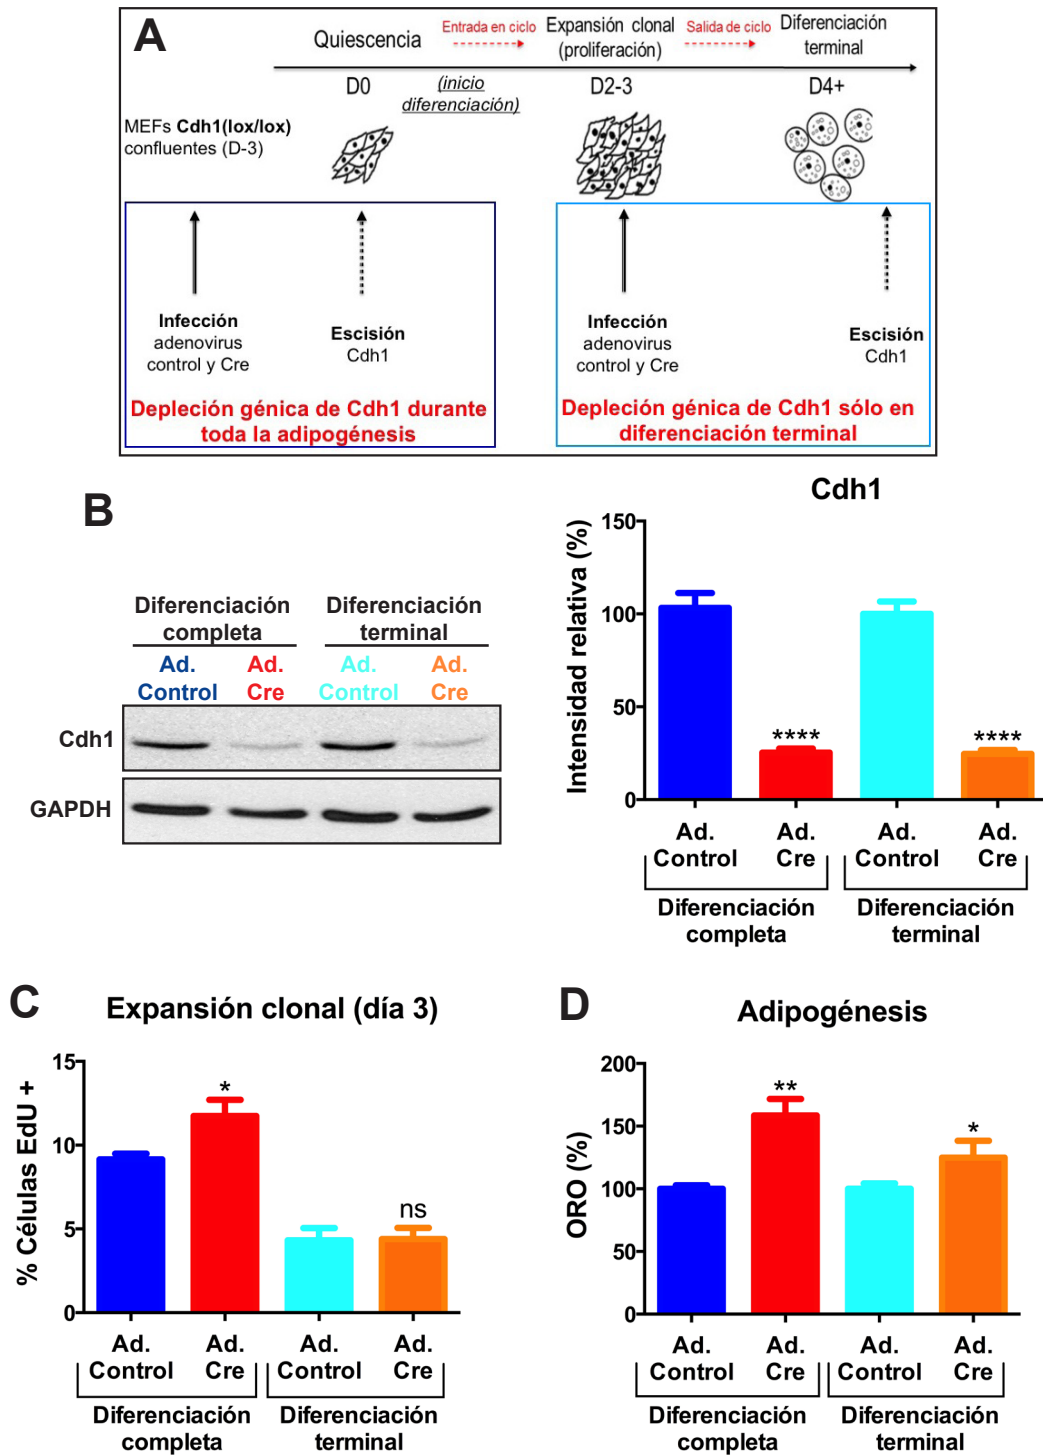 A
Quiescencia
Entrada en ciclo
Expansión clonal
(proliferación)
Salida de ciclo
Diferenciación
terminal
D0
(inicio
diferenciación)
D2-3
D4+
MEFs Cdh1(lox/lox)
confluentes (D-3)
Infección
adenovirus
control y Cre
Escisión
Cdh1
Depleción génica de Cdh1 durante
toda la adipogénesis
Infección
adenovirus
control y Cre
Escisión
Cdh1
Depleción génica de Cdh1 sólo en
diferenciación terminal
B
Diferenciación
completa
Diferenciación
terminal
Ad.
Control
Ad.
Cre
Ad.
Control
Ad.
Cre
Cdh1
GAPDH
Cdh1
Intensidad relativa (%)
150
100
50
0
****
****
Ad.
Control
Ad.
Cre
Ad.
Control
Ad.
Cre
Diferenciación
completa
Diferenciación
terminal
C
Expansión clonal (día 3)
% Células EdU +
15
10
5
0
*
ns
Ad.
Control
Ad.
Cre
Ad.
Control
Ad.
Cre
Diferenciación
completa
Diferenciación
terminal
D
Adipogénesis
ORO (%)
200
150
100
50
0
**
*
Ad.
Control
Ad.
Cre
Ad.
Control
Ad.
Cre
Diferenciación
completa
Diferenciación
terminal